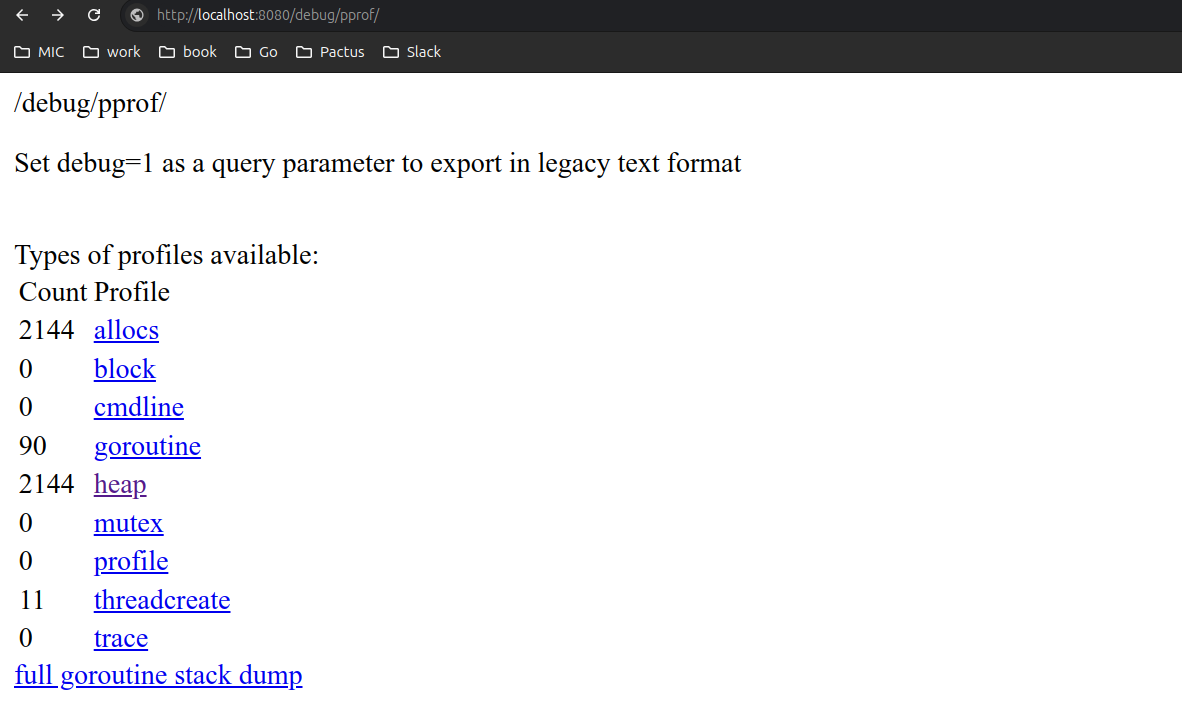 http://localhost:8080/debug/pprof/
MIC work book Go Pactus Slack
/debug/pprof/
Set debug=1 as a query parameter to export in legacy text format
Types of profiles available:
Count Profile
2144 allocs
0 block
0 cmdline
90 goroutine
2144 heap
0 mutex
0 profile
11 threadcreate
0 trace
full goroutine stack dump